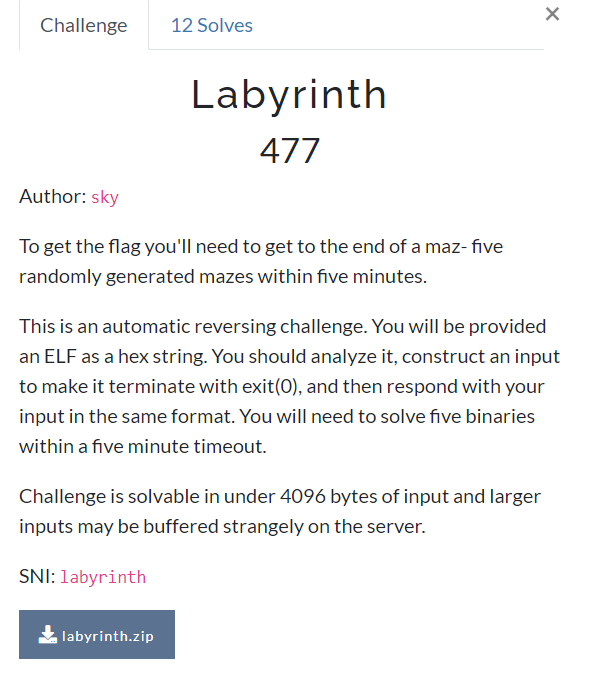 Challenge
12 Solves
×
Labyrinth
477
Author: sky
To get the flag you'll need to get to the end of a maz- five
randomly generated mazes within five minutes.
This is an automatic reversing challenge. You will be provided
an ELF as a hex string. You should analyze it, construct an input
to make it terminate with exit(0), and then respond with your
input in the same format. You will need to solve five binaries
within a five minute timeout.
Challenge is solvable in under 4096 bytes of input and larger
inputs may be buffered strangely on the server.
SNI: labyrinth
labyrinth.zip